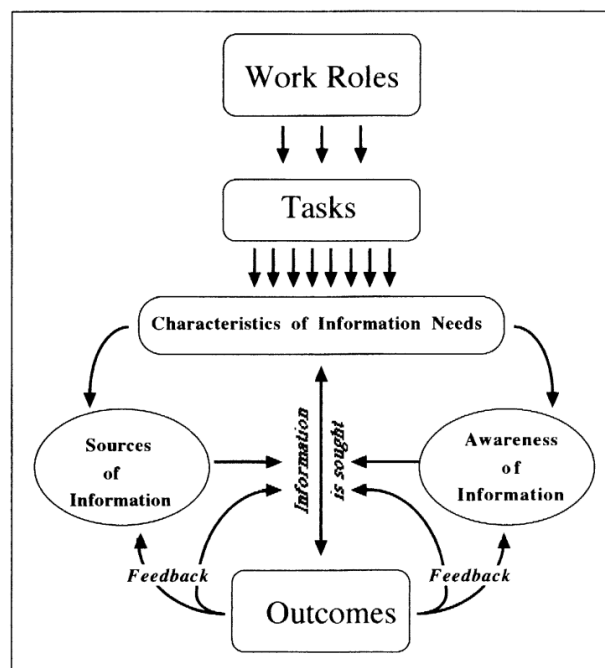 Work Roles
Tasks
Characteristics of Information Needs
Sources
of
Information
Information
is sought
Awareness
of
Information
Feedback
Feedback
Outcomes